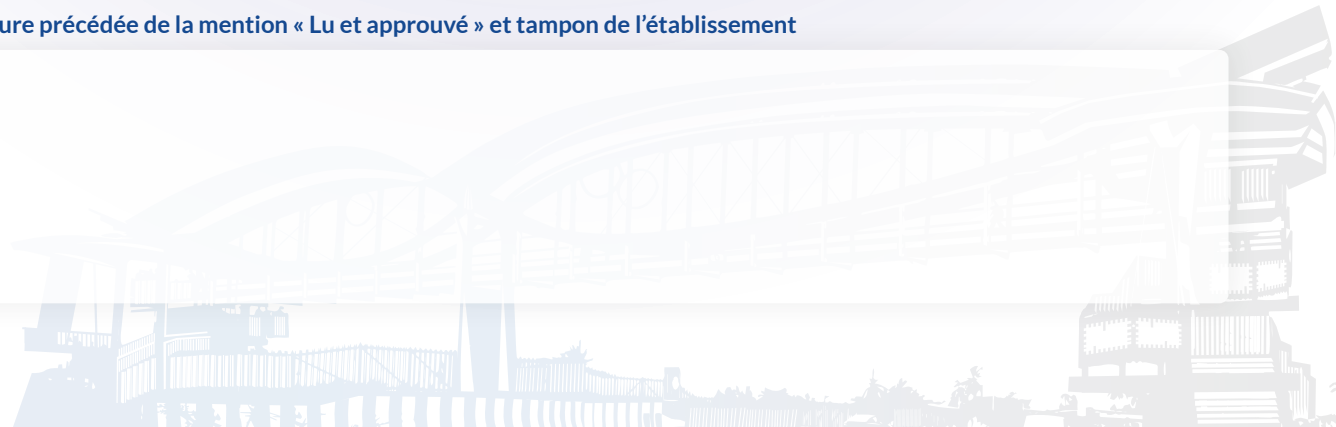 ure précédée de la mention « Lu et approuvé » et tampon de l’établissement